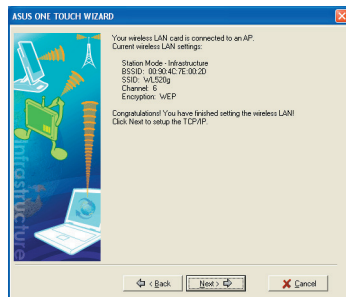 ASUS ONE TOUCH WIZARD
Your wireless LAN card is connected to an AP.
Current wireless LAN settings:
Station Mode - Infrastructure
BSSID: 00:90:4C:7E:00:2D
SSID: WL520g
Channel: 6
Encryption: WEP
Congratulations! You have finished setting the wireless LAN!
Click Next to setup the TCP/IP.
Infrastructure
< Back
Next >
Cancel